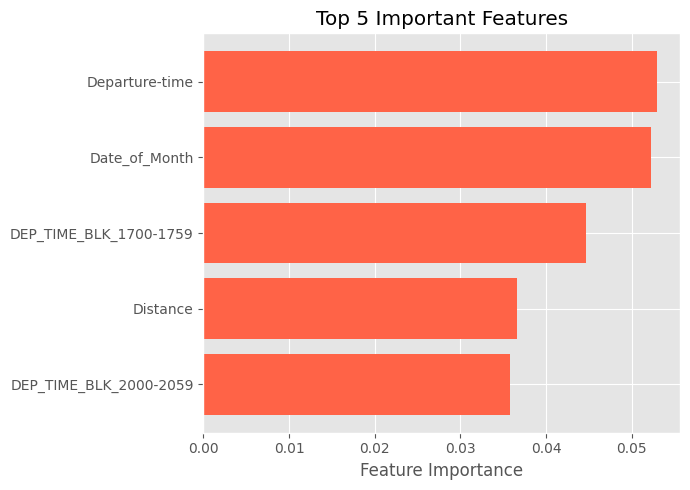 Top 5 Important Features
Departure-time
Date_of_Month
DEP_TIME_BLK_1700-1759
Distance
DEP_TIME_BLK_2000-2059
0.00 0.01 0.02 0.03 0.04 0.05
Feature Importance